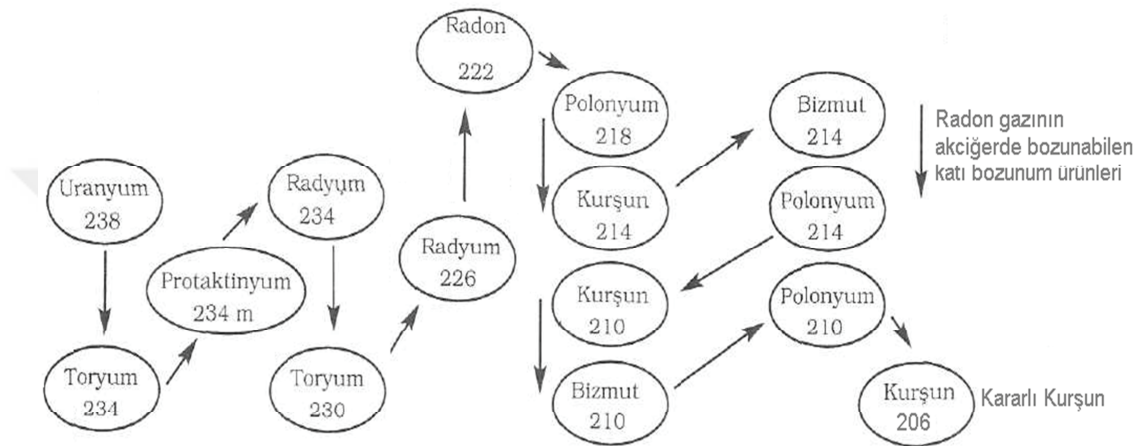 Radon
222
Polonyum
218
Bizmut
214
Radon gazının
akciğerde bozunabilen
katı bozunum ürünleri
Uranyum
238
Radyum
234
Kurşun
214
Polonyum
214
Radyum
226
Protaktinyum
234 m
Kurşun
210
Polonyum
210
Toryum
234
Toryum
230
Bizmut
210
Kurşun
206
Kararlı Kurşun